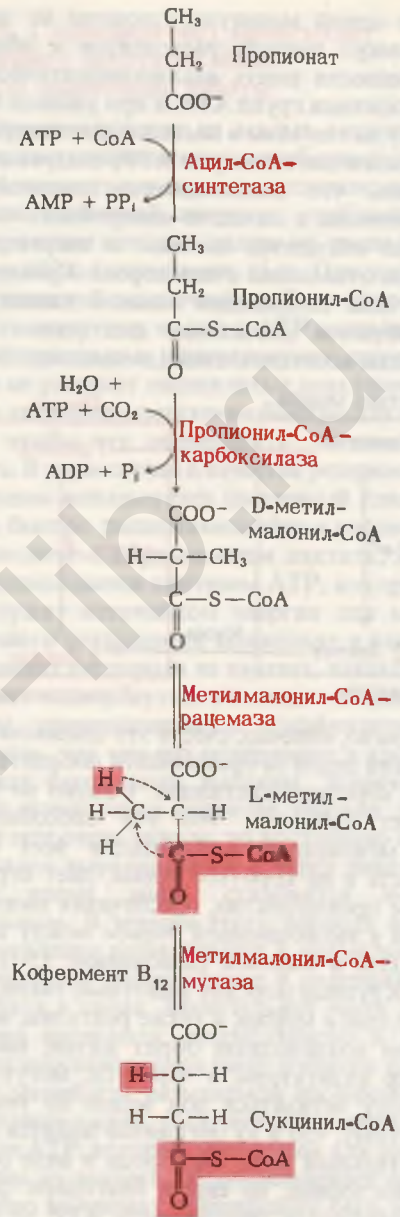 CH₃
CH₂ Пропионат
COO⁻
ATP + CoA
Ацил-CoA-
синтетаза
AMP + PPᵢ
CH₃
CH₂
Пропионил-CoA
C—S—CoA
O
H₂O +
ATP + CO₂
Пропионил-CoA-
карбоксилаза
ADP + Pᵢ
COO⁻
D-метил-
малонил-CoA
H—C—CH₃
C—S—CoA
O
Метилмалонил-CoA-
рацемаза
COO⁻
H
L-метил-
малонил-CoA
H—C—C—H
H
C—S—CoA
O
Кофермент B₁₂
Метилмалонил-CoA-
мутаза
COO⁻
H—C—H
H—C—H
Сукцинил-CoA
C—S—CoA
O
-lib.ru